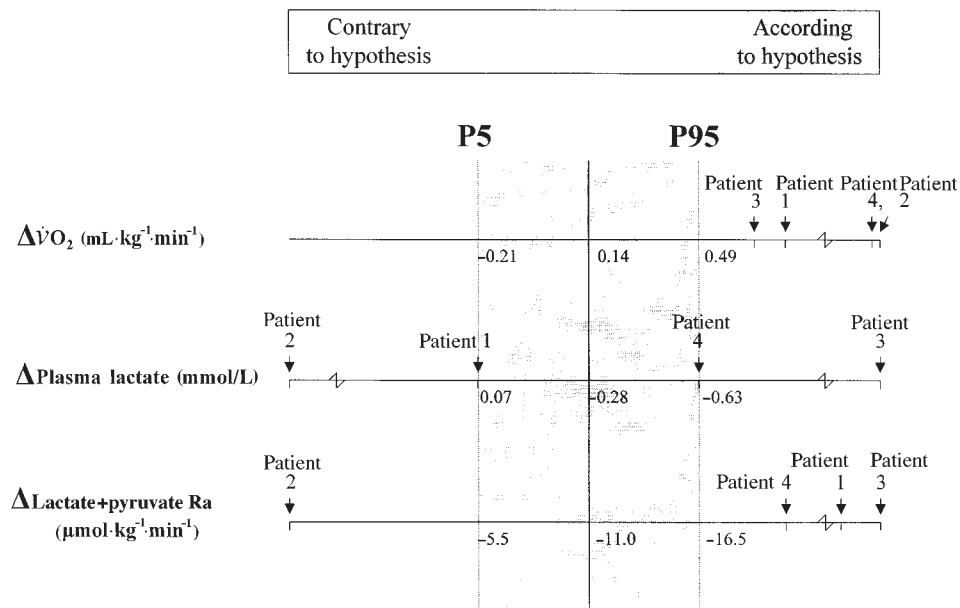 Contrary
to hypothesis
According
to hypothesis
P5
P95
Patient
3
Patient
1
Patient
4,
Patient
2
ΔV̇O₂ (mL·kg⁻¹·min⁻¹)
–0.21
0.14
0.49
Patient
2
Patient 1
Patient
4
Patient
3
ΔPlasma lactate (mmol/L)
0.07
–0.28
–0.63
Patient
2
Patient 4
Patient
1
Patient
3
ΔLactate+pyruvate Ra
(μmol·kg⁻¹·min⁻¹)
–5.5
–11.0
–16.5